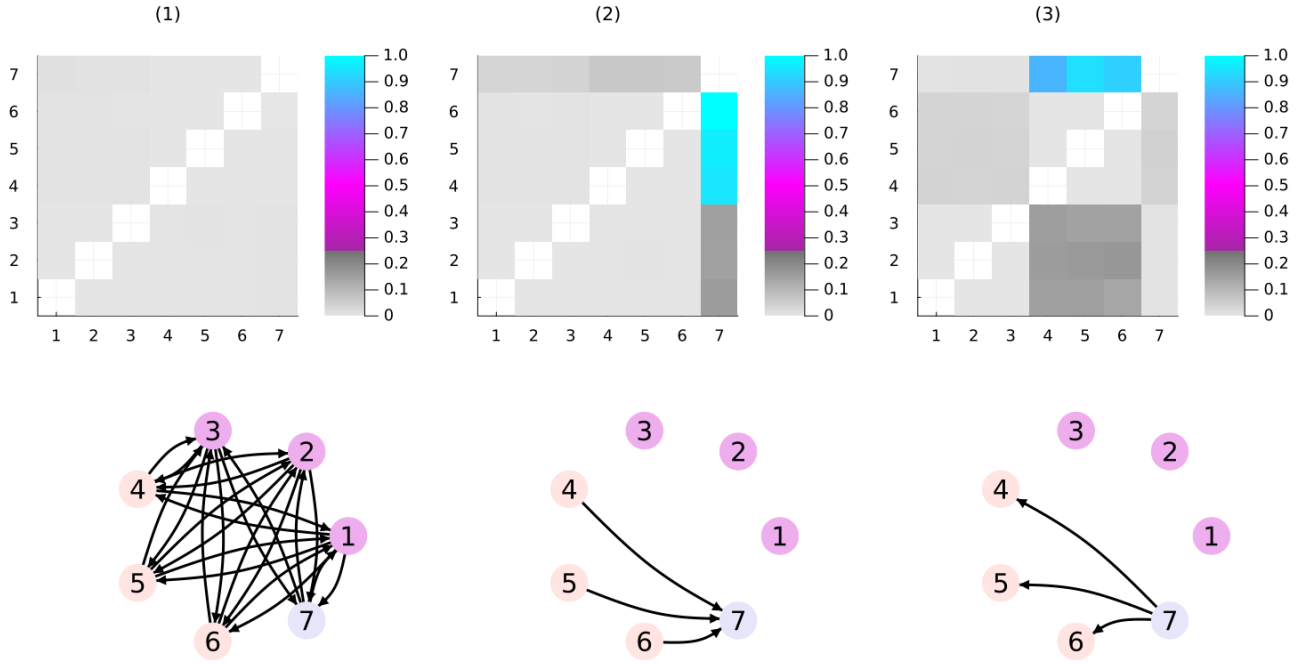 (1) (2) (3)
1.0 1.0 1.0
7 0.9 7 0.9 7 0.9
6 0.8 6 0.8 6 0.8
0.7 0.7 0.7
5 0.6 5 0.6 5 0.6
0.5 0.5 0.5
4 0.4 4 0.4 4 0.4
3 0.3 3 0.3 3 0.3
2 0.2 2 0.2 2 0.2
1 0.1 1 0.1 1 0.1
0 0 0
1 2 3 4 5 6 7 1 2 3 4 5 6 7 1 2 3 4 5 6 7
3 2 3 2 3 2
4 4 4
1 1 1
5 5 5
6 7 6 7 6 7